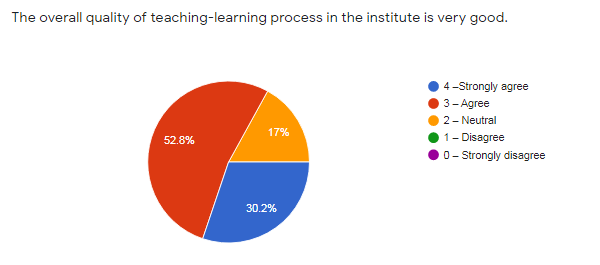 The overall quality of teaching-learning process in the institute is very good.
4 –Strongly agree
3 – Agree
2 – Neutral
1 – Disagree
0 – Strongly disagree
52.8%
17%
30.2%